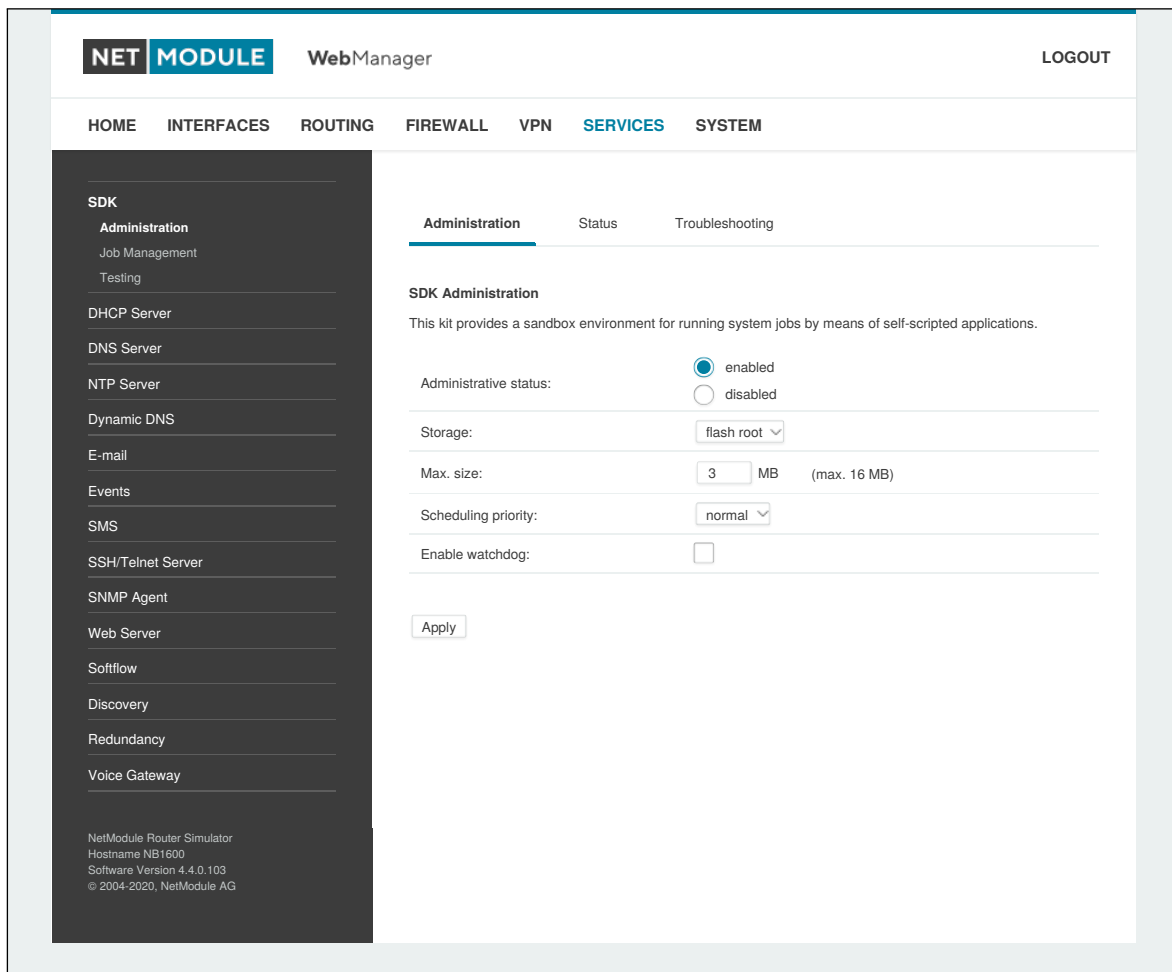 NET MODULE WebManager LOGOUT
HOME INTERFACES ROUTING FIREWALL VPN SERVICES SYSTEM
SDK
Administration
Job Management
Testing
DHCP Server
DNS Server
NTP Server
Dynamic DNS
E-mail
Events
SMS
SSH/Telnet Server
SNMP Agent
Web Server
Softflow
Discovery
Redundancy
Voice Gateway
NetModule Router Simulator
Hostname NB1600
Software Version 4.4.0.103
© 2004-2020, NetModule AG
Administration Status Troubleshooting
SDK Administration
This kit provides a sandbox environment for running system jobs by means of self-scripted applications.
Administrative status:
enabled
disabled
Storage: flash root
Max. size: 3 MB (max. 16 MB)
Scheduling priority: normal
Enable watchdog:
Apply